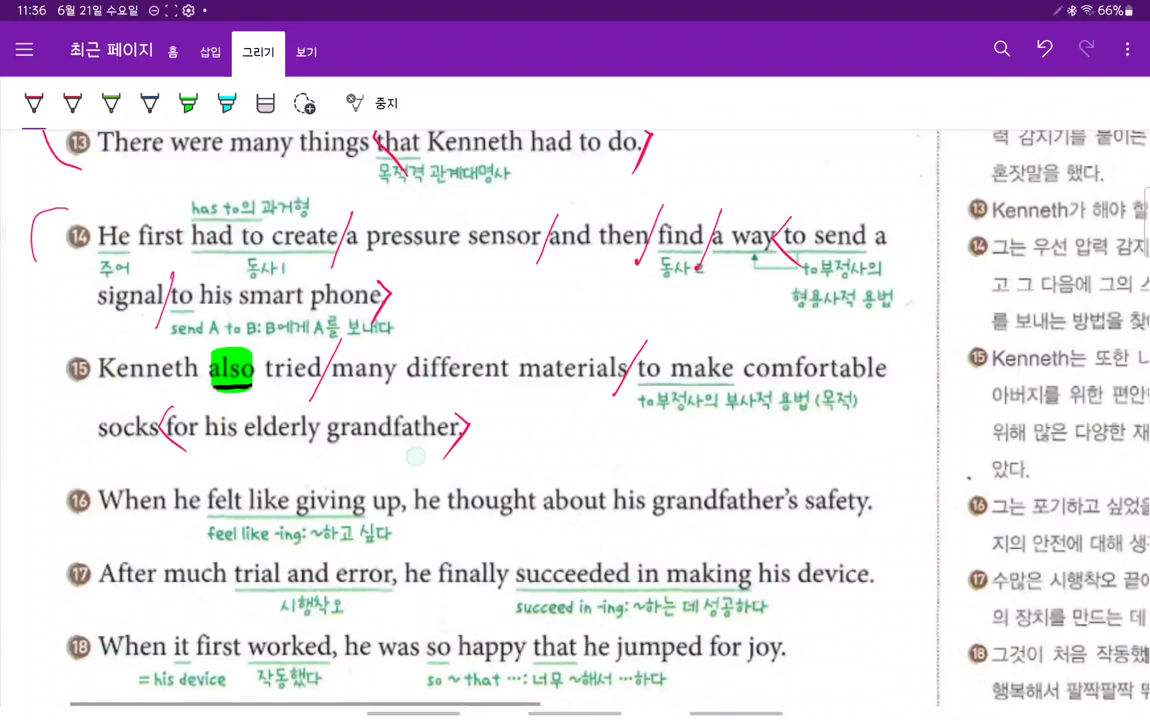 11:36 6월 21일 수요일 66%
최근 페이지 홈 삽입 그리기 보기
중지
⑬ There were many things that Kenneth had to do.
목적격 관계대명사
has to의 과거형
⑭ He first had to create a pressure sensor and then find a way to send a
주어 동사1 동사2 to부정사의
형용사적 용법
signal to his smart phone.
send A to B: B에게 A를 보내다
⑮ Kenneth also tried many different materials to make comfortable
to부정사의 부사적 용법 (목적)
socks for his elderly grandfather.
⑯ When he felt like giving up, he thought about his grandfather's safety.
feel like -ing: ~하고 싶다
⑰ After much trial and error, he finally succeeded in making his device.
시행착오 succeed in -ing: ~하는 데 성공하다
⑱ When it first worked, he was so happy that he jumped for joy.
= his device 작동했다 so ~ that …: 너무 ~해서 …하다
력 감지기를 붙이는
혼잣말을 했다.
⑬ Kenneth가 해야 할
⑭ 그는 우선 압력 감지
고 그 다음에 그의 스
를 보내는 방법을 찾
⑮ Kenneth는 또한 나
아버지를 위한 편안
위해 많은 다양한 재
았다.
⑯ 그는 포기하고 싶었을
지의 안전에 대해 생
⑰ 수많은 시행착오 끝에
의 장치를 만드는 데
⑱ 그것이 처음 작동했
행복해서 팔짝팔짝 뛰